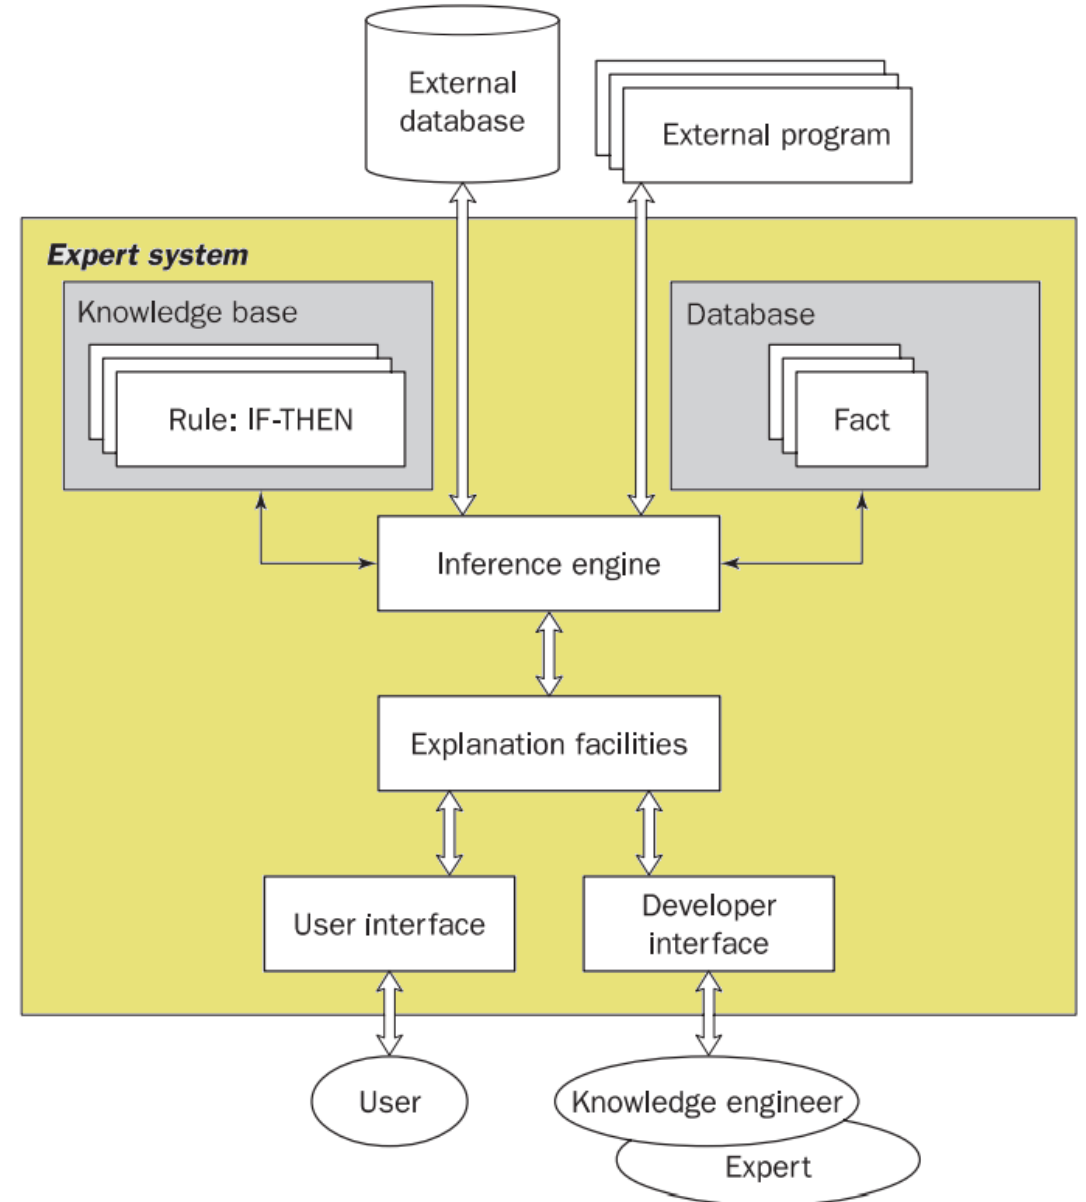 External
database
External program
Expert system
Knowledge base
Rule: IF-THEN
Database
Fact
Inference engine
Explanation facilities
User interface
Developer
interface
User
Knowledge engineer
Expert